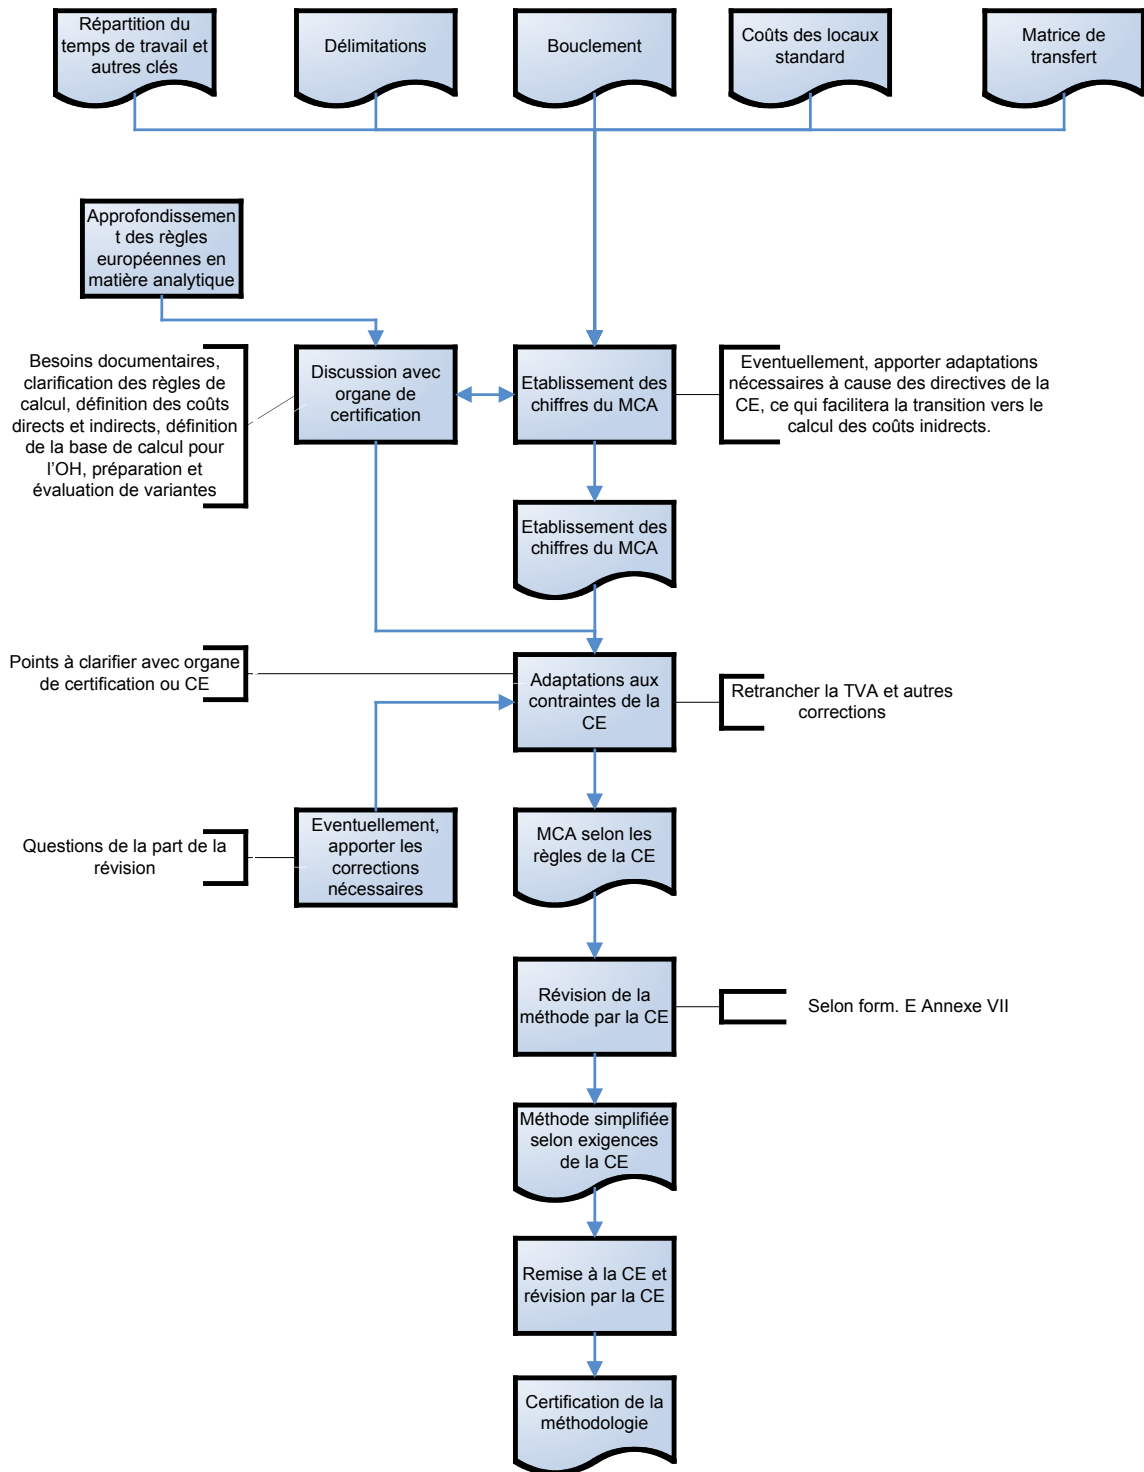 Répartition du
temps de travail et
autres clés
Délimitations
Bouclement
Coûts des locaux
standard
Matrice de
transfert
Approfondissemen
t des règles
européennes en
matière analytique
Besoins documentaires,
clarification des règles de
calcul, définition des coûts
directs et indirects, définition
de la base de calcul pour
l'OH, préparation et
évaluation de variantes
Discussion avec
organe de
certification
Etablissement des
chiffres du MCA
Eventuellement, apporter adaptations
nécessaires à cause des directives de la
CE, ce qui facilitera la transition vers le
calcul des coûts inidrects.
Etablissement des
chiffres du MCA
Points à clarifier avec organe
de certification ou CE
Adaptations aux
contraintes de la
CE
Retrancher la TVA et autres
corrections
Questions de la part de la
révision
Eventuellement,
apporter les
corrections
nécessaires
MCA selon les
règles de la CE
Révision de la
méthode par la CE
Selon form. E Annexe VII
Méthode simplifiée
selon exigences
de la CE
Remise à la CE et
révision par la CE
Certification de la
méthodologie